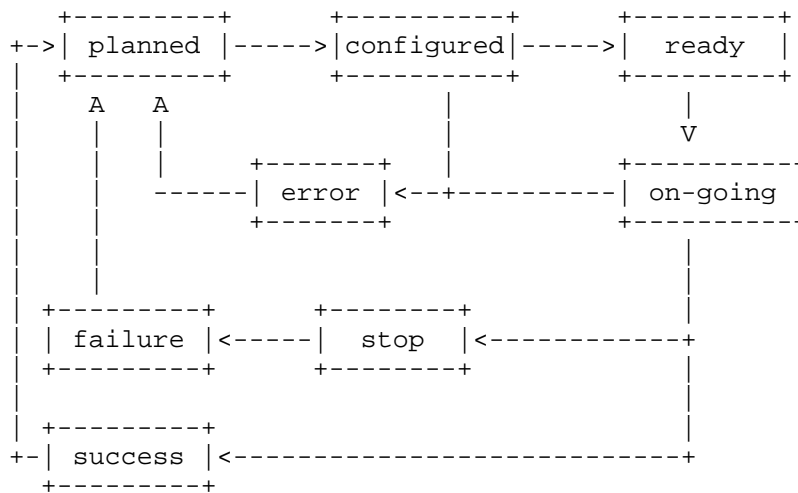 planned configured ready
error on-going
failure stop
success